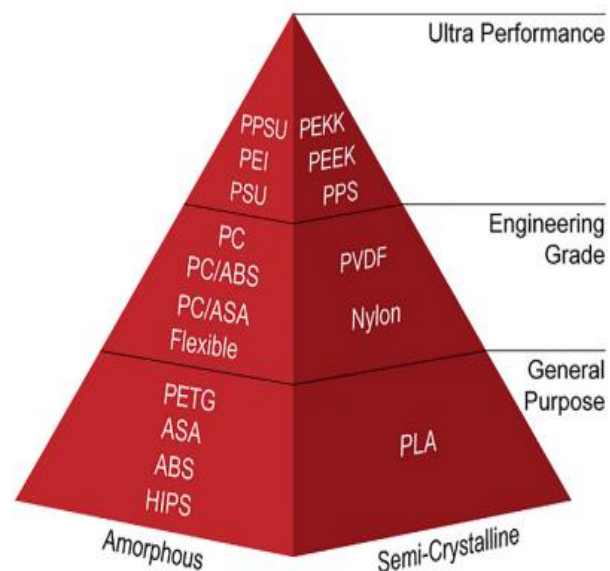 Ultra Performance
PPSU
PEKK
PEI
PEEK
PSU
PPS
Engineering
Grade
PC
PC/ABS
PC/ASA
Flexible
PVDF
Nylon
General
Purpose
PETG
ASA
ABS
HIPS
PLA
Amorphous
Semi-Crystalline